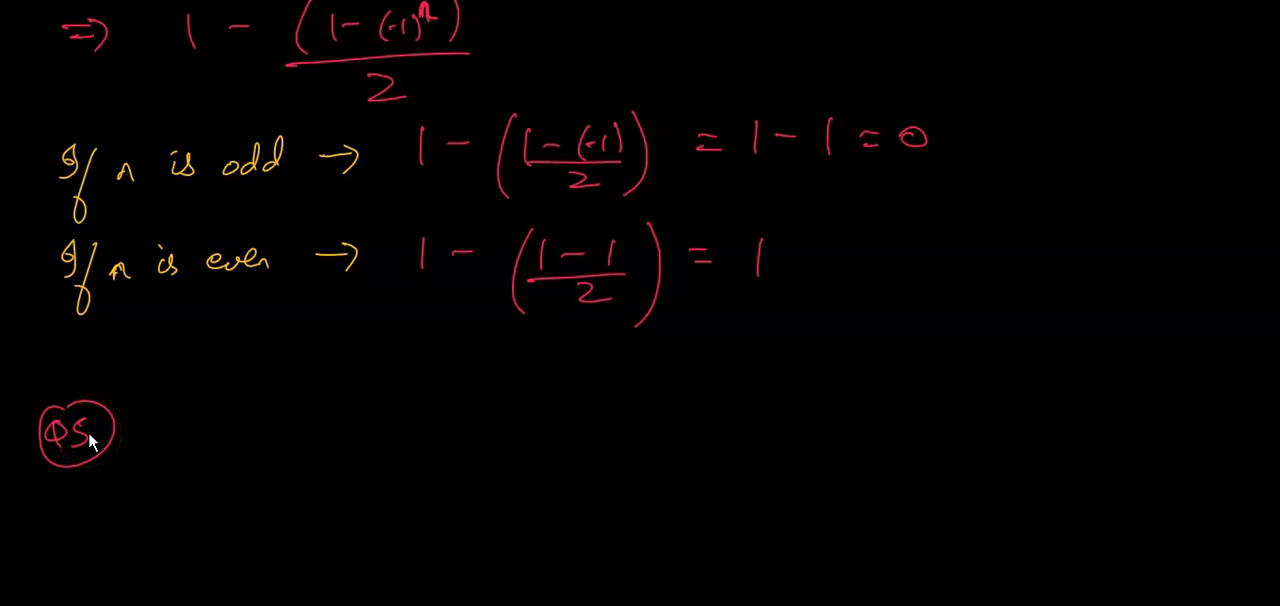 ⇒ 1 - (1 - (-1)^n) / 2
If n is odd → 1 - ((1 - (-1)) / 2) = 1 - 1 = 0
If n is even → 1 - ((1 - 1) / 2) = 1
Q5